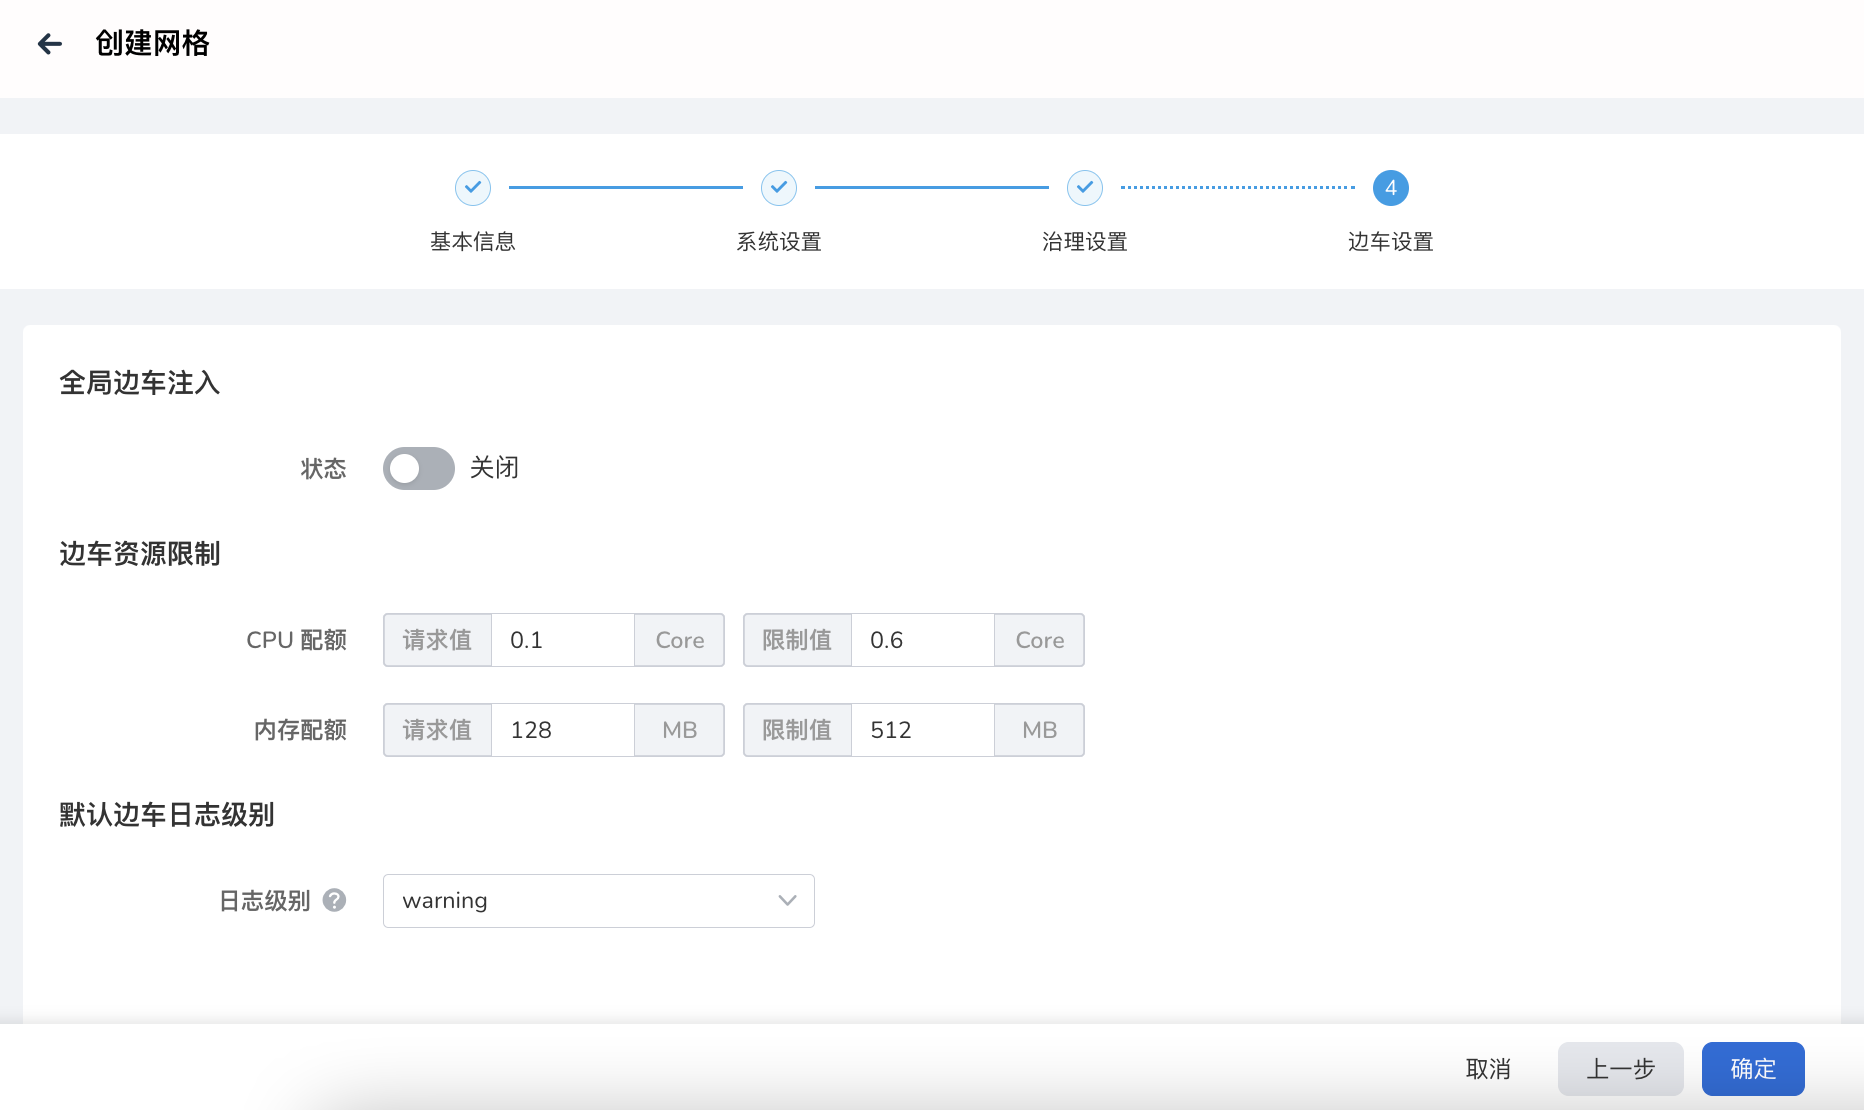 创建网格
4
基本信息 系统设置 治理设置 边车设置
全局边车注入
状态 关闭
边车资源限制
CPU 配额 请求值 0.1 Core 限制值 0.6 Core
内存配额 请求值 128 MB 限制值 512 MB
默认边车日志级别
日志级别 ? warning
取消 上一步 确定